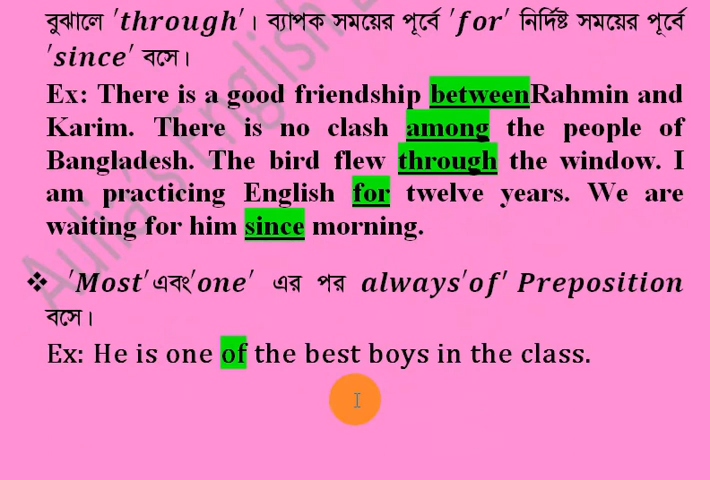 বুঝালে 'through'। ব্যাপক সময়ের পূর্বে 'for' নির্দিষ্ট সময়ের পূর্বে
'since' বসে।
Ex: There is a good friendship betweenRahmin and
Karim. There is no clash among the people of
Bangladesh. The bird flew through the window. I
am practicing English for twelve years. We are
waiting for him since morning.
❖ 'Most'এবং'one' এর পর always'of' Preposition
বসে।
Ex: He is one of the best boys in the class.
Aulia's English